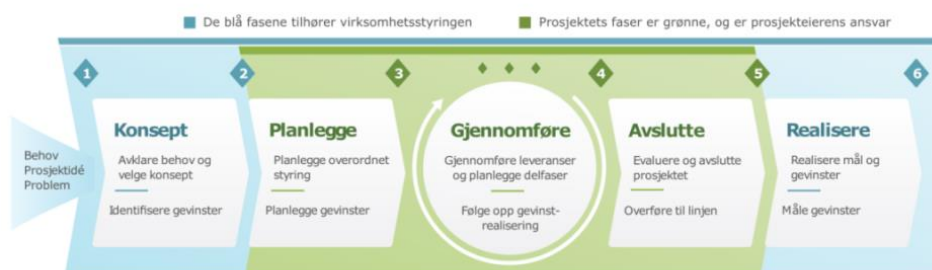 De blå fasene tilhører virksomhetsstyringen
Prosjektets faser er grønne, og er prosjekteierens ansvar
1
2
3
4
5
6
Behov
Prosjektidé
Problem
Konsept
Avklare behov og
velge konsept
Identifisere gevinster
Planlegge
Planlegge overordnet
styring
Planlegge gevinster
Gjennomføre
Gjennomføre leveranser
og planlegge delfaser
Følge opp gevinst-
realisering
Avslutte
Evaluere og avslutte
prosjektet
Overføre til linjen
Realisere
Realisere mål og
gevinster
Måle gevinster